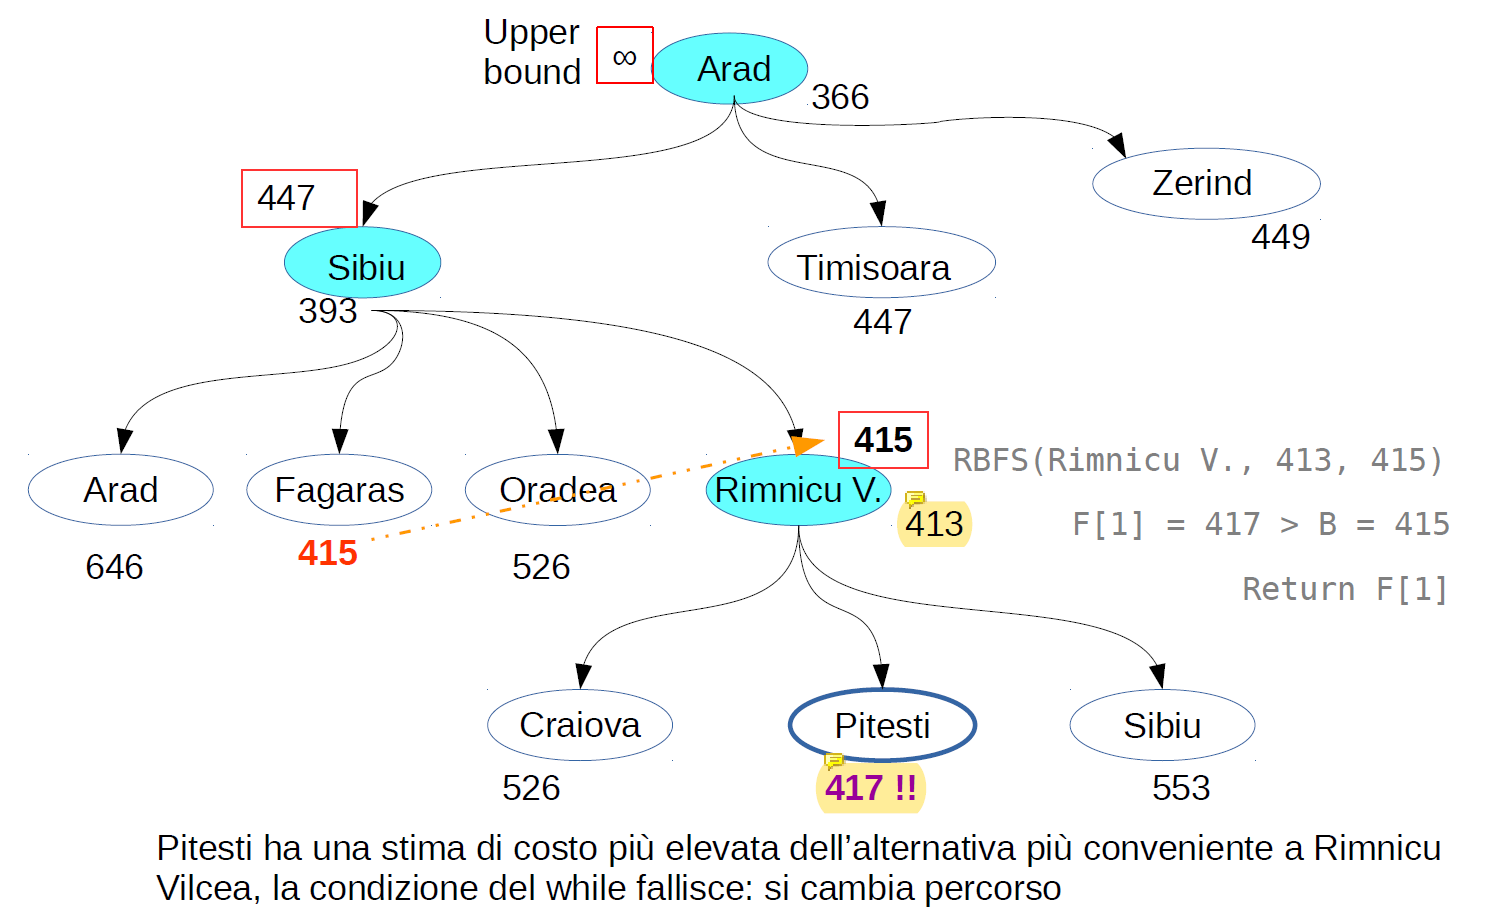 Upper
bound
∞
Arad
366
Zerind
449
447
Sibiu
393
Timisoara
447
Arad
646
Fagaras
415
Oradea
526
415
Rimnicu V.
413
RBFS(Rimnicu V., 413, 415)
F[1] = 417 > B = 415
Return F[1]
Craiova
526
Pitesti
417 !!
Sibiu
553
Pitesti ha una stima di costo più elevata dell’alternativa più conveniente a Rimnicu
Vilcea, la condizione del while fallisce: si cambia percorso